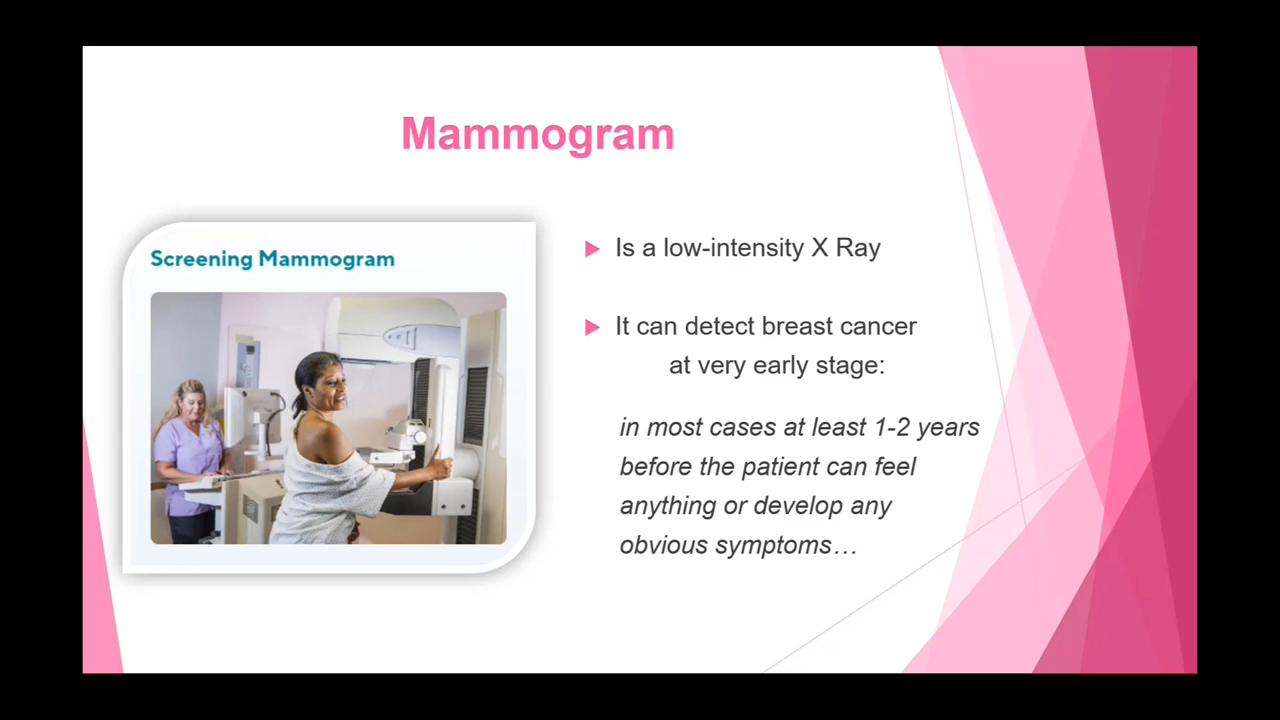 Mammogram
Screening Mammogram
Is a low-intensity X Ray
It can detect breast cancer
at very early stage:
in most cases at least 1-2 years
before the patient can feel
anything or develop any
obvious symptoms…